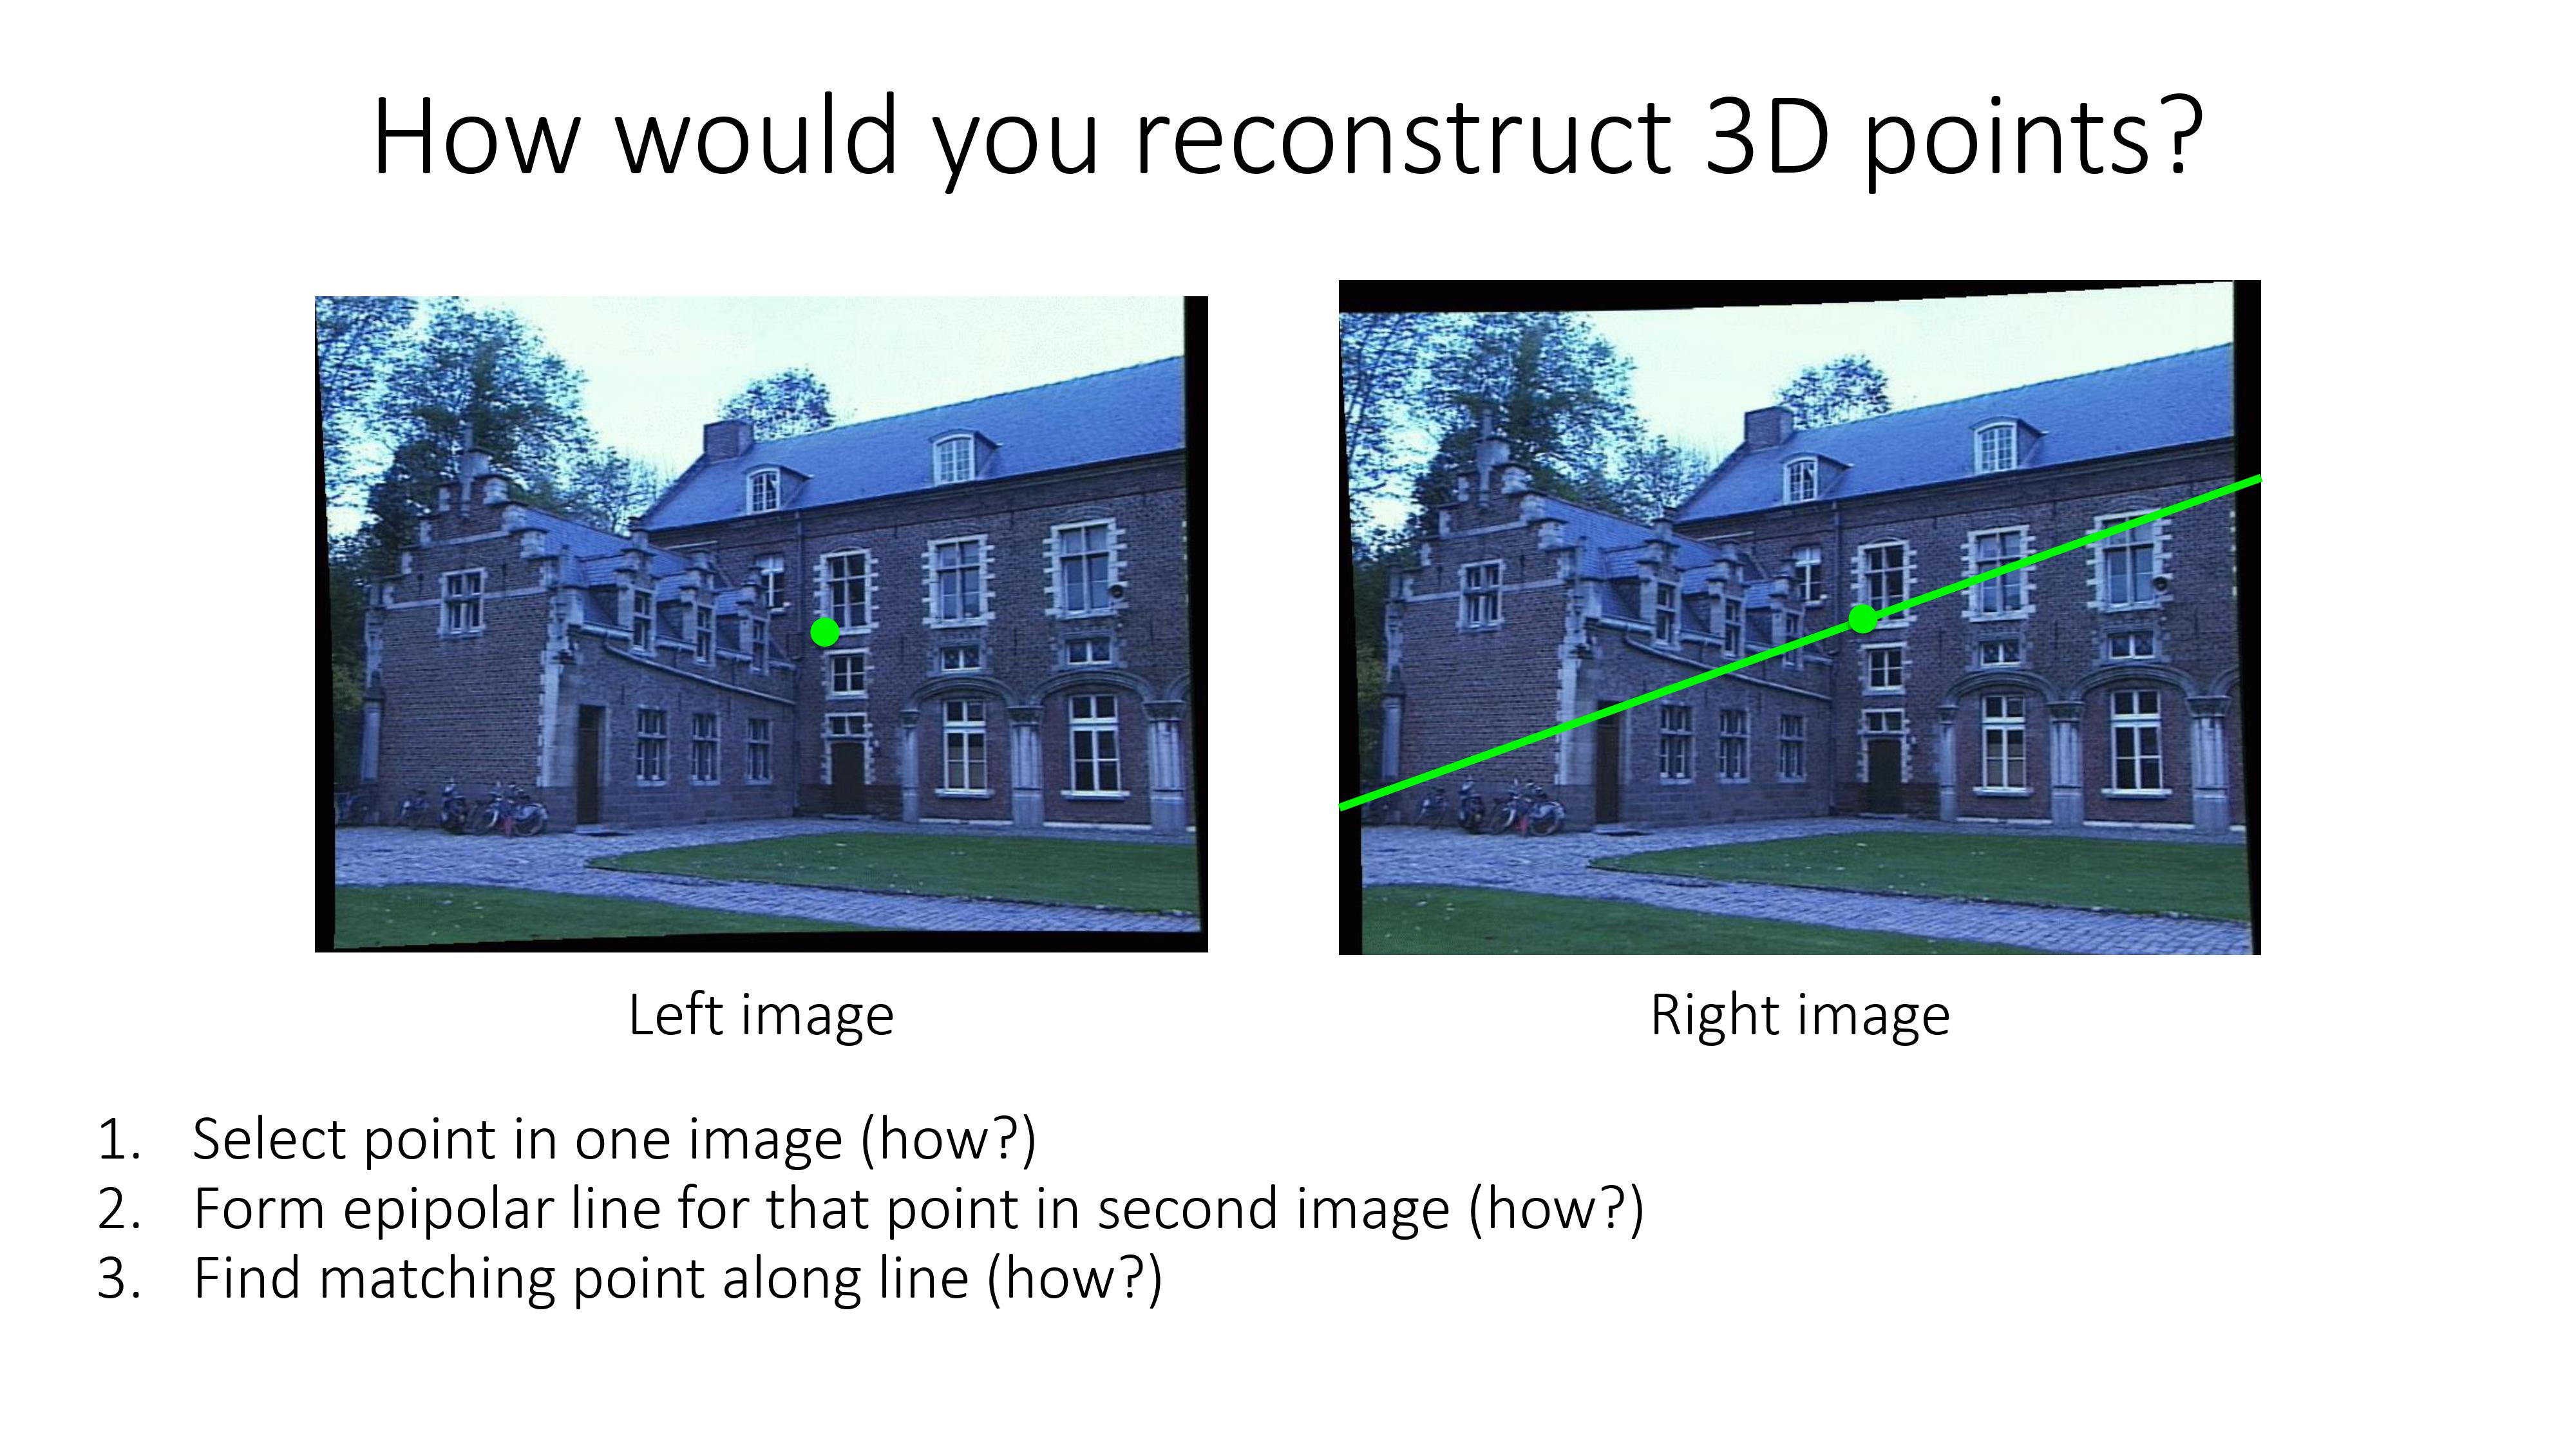 How would you reconstruct 3D points?
Left image
Right image
1. Select point in one image (how?)
2. Form epipolar line for that point in second image (how?)
3. Find matching point along line (how?)